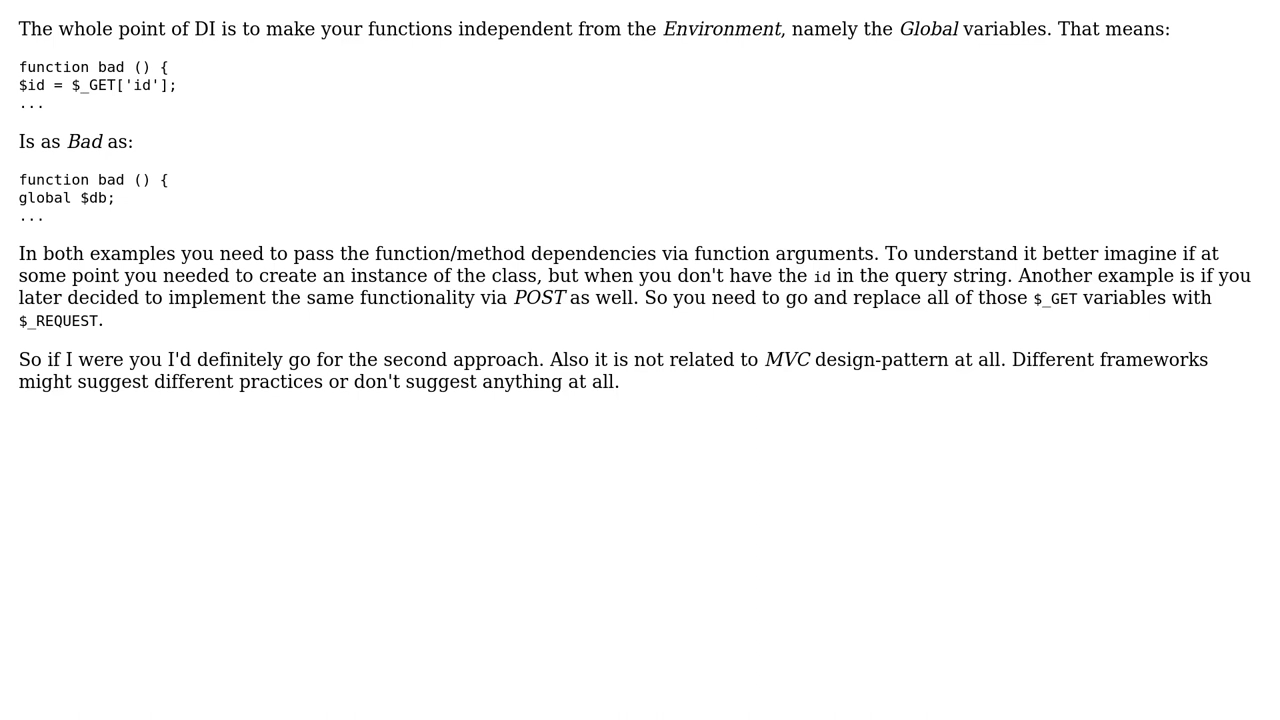 The whole point of DI is to make your functions independent from the Environment, namely the Global variables. That means:
function bad () {
$id = $_GET['id'];
...
Is as Bad as:
function bad () {
global $db;
...
In both examples you need to pass the function/method dependencies via function arguments. To understand it better imagine if at
some point you needed to create an instance of the class, but when you don't have the id in the query string. Another example is if you
later decided to implement the same functionality via POST as well. So you need to go and replace all of those $_GET variables with
$_REQUEST.
So if I were you I'd definitely go for the second approach. Also it is not related to MVC design-pattern at all. Different frameworks
might suggest different practices or don't suggest anything at all.